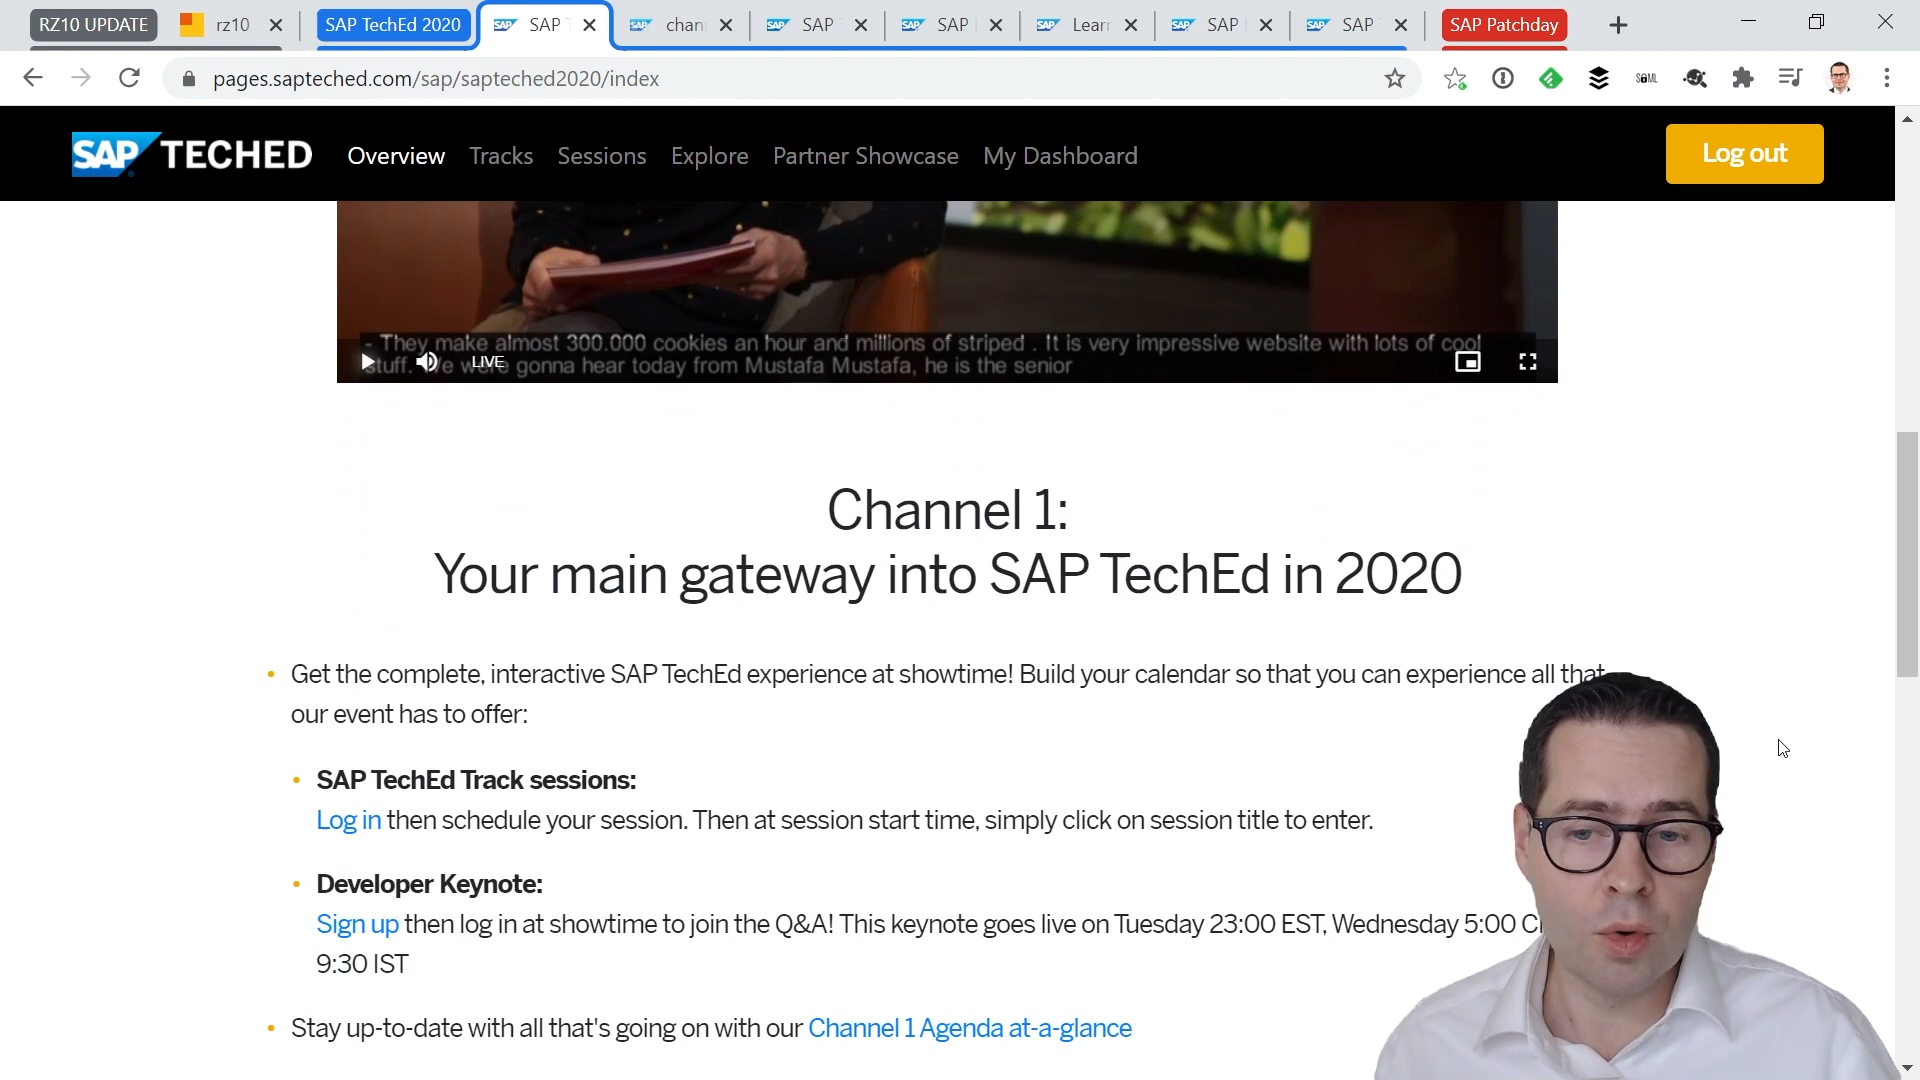 RZ10 UPDATE
rz10
SAP TechEd 2020
SAP
chan
SAP
SAP
Learn
SAP
SAP
SAP Patchday
pages.sapteched.com/sap/sapteched2020/index
SAML
SAP TECHED
Overview
Tracks
Sessions
Explore
Partner Showcase
My Dashboard
Log out
- They make almost 300.000 cookies an hour and millions of striped . It is very impressive website with lots of cool
stuff. We were gonna hear today from Mustafa Mustafa, he is the senior
LIVE
Channel 1:
Your main gateway into SAP TechEd in 2020
• Get the complete, interactive SAP TechEd experience at showtime! Build your calendar so that you can experience all that
our event has to offer:
• SAP TechEd Track sessions:
Log in then schedule your session. Then at session start time, simply click on session title to enter.
• Developer Keynote:
Sign up then log in at showtime to join the Q&A! This keynote goes live on Tuesday 23:00 EST, Wednesday 5:00
9:30 IST
• Stay up-to-date with all that's going on with our Channel 1 Agenda at-a-glance